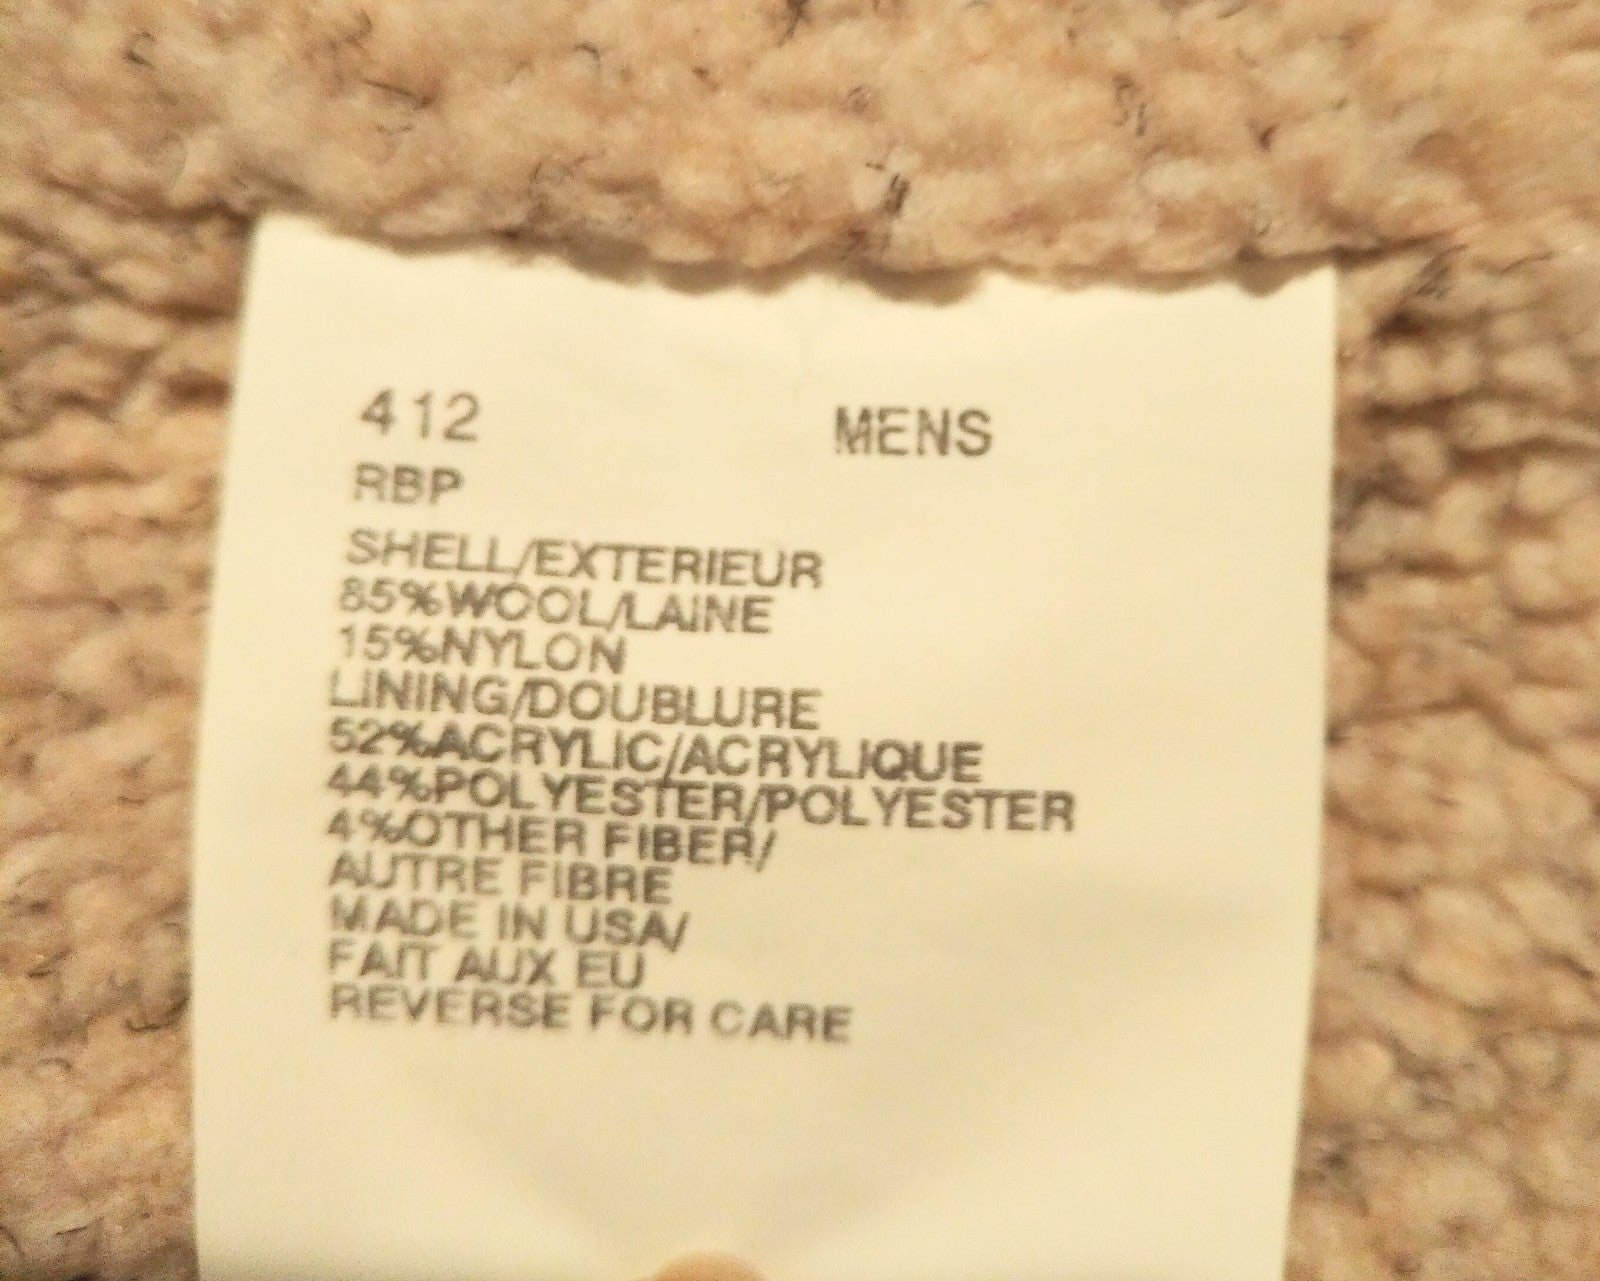 412 MENS
RBP
SHELL/EXTERIEUR
85%WOOL/LAINE
15%NYLON
LINING/DOUBLURE
52%ACRYLIC/ACRYLIQUE
44%POLYESTER/POLYESTER
4%OTHER FIBER/
AUTRE FIBRE
MADE IN USA/
FAIT AUX EU
REVERSE FOR CARE